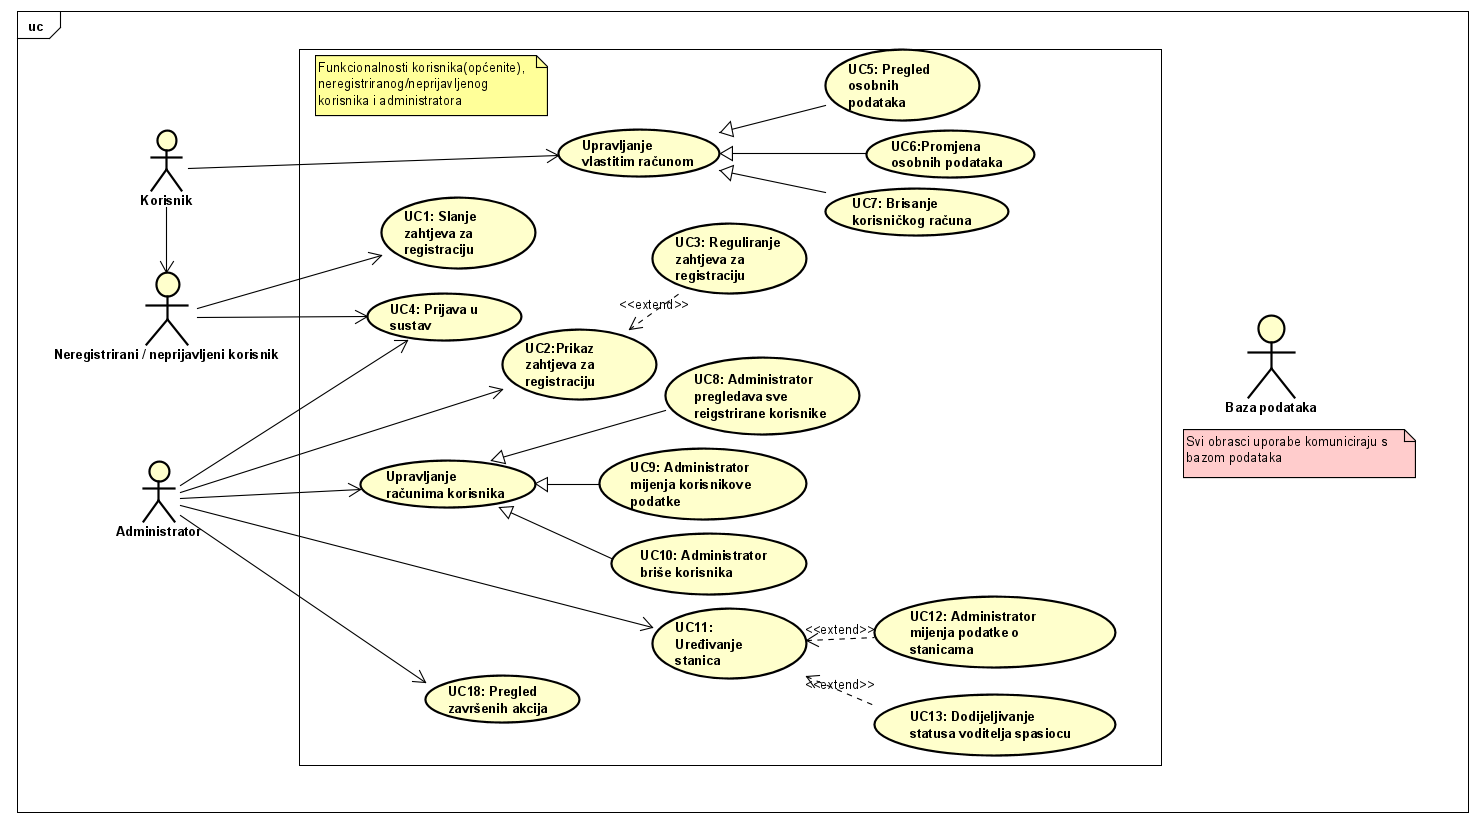 uc
Funkcionalnosti korisnika(općenite),
neregistriranog/neprijavljenog
korisnika i administratora
UC5: Pregled
osobnih
podataka
Upravljanje
vlastitim računom
UC6:Promjena
osobnih podataka
UC7: Brisanje
korisničkog računa
Korisnik
UC1: Slanje
zahtjeva za
registraciju
UC3: Reguliranje
zahtjeva za
registraciju
<<extend>>
UC4: Prijava u
sustav
Neregistrirani / neprijavljeni korisnik
UC2:Prikaz
zahtjeva za
registraciju
UC8: Administrator
pregledava sve
reigstrirane korisnike
Baza podataka
Svi obrasci uporabe komuniciraju s
bazom podataka
Upravljanje
računima korisnika
UC9: Administrator
mijenja korisnikove
podatke
Administrator
UC10: Administrator
briše korisnika
UC11:
Uređivanje
stanica
<<extend>>
UC12: Administrator
mijenja podatke o
stanicama
<<extend>>
UC18: Pregled
završenih akcija
UC13: Dodijeljivanje
statusa voditelja spasiocu